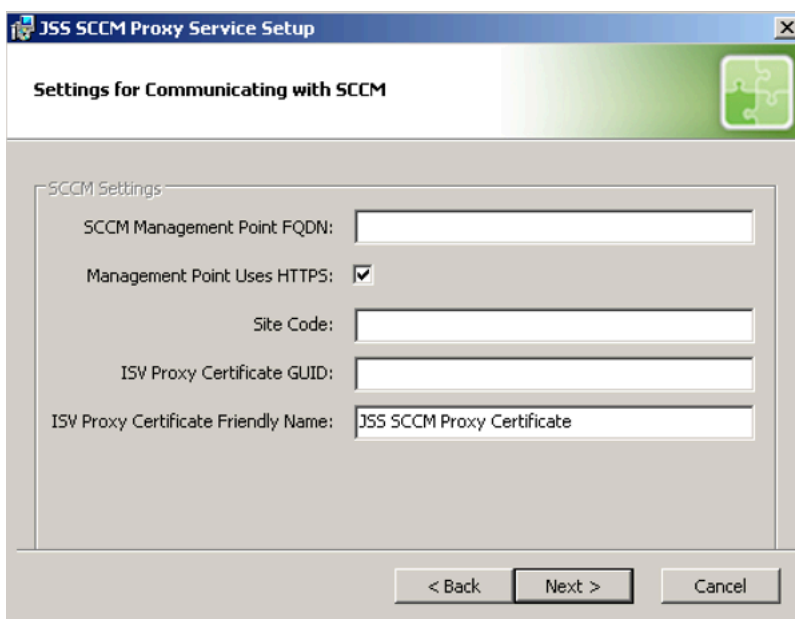 JSS SCCM Proxy Service Setup
Settings for Communicating with SCCM
SCCM Settings
SCCM Management Point FQDN:
Management Point Uses HTTPS:
Site Code:
ISV Proxy Certificate GUID:
ISV Proxy Certificate Friendly Name: JSS SCCM Proxy Certificate
< Back Next > Cancel